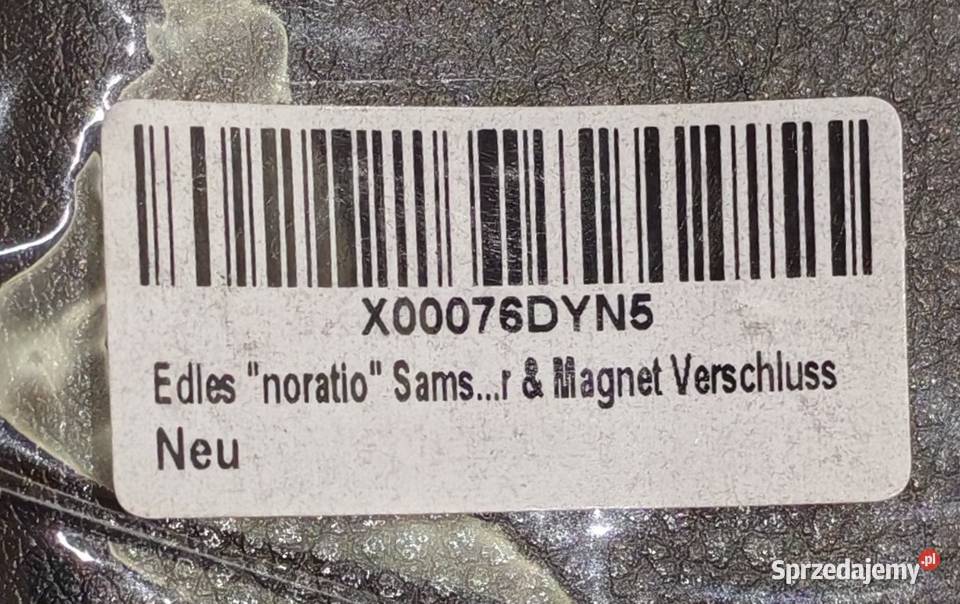 X00076DYN5
Edles "noratio" Sams...r & Magnet Verschluss
Neu
Sprzedajemy.pl